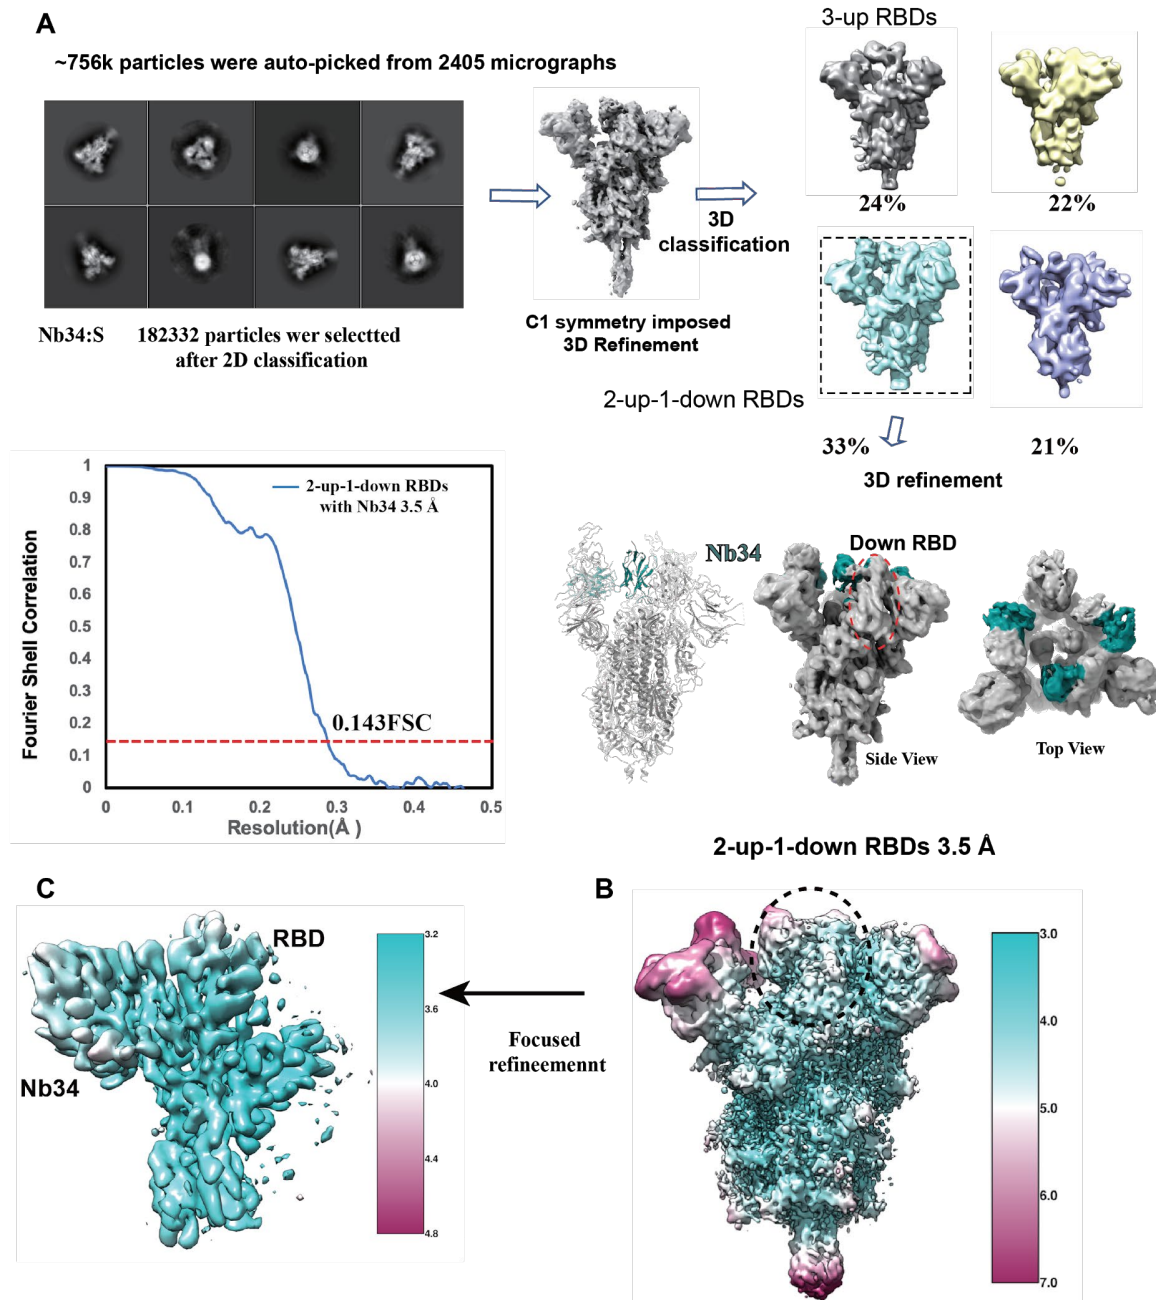 A
~756k particles were auto-picked from 2405 micrographs
3-up RBDs
24%
22%
3D
classification
C1 symmetry imposed
3D Refinement
Nb34:S 182332 particles wer selectted
after 2D classification
2-up-1-down RBDs
33%
21%
3D refinement
1
0.9
0.8
0.7
0.6
0.5
0.4
0.3
0.2
0.1
0
Fourier Shell Correlation
2-up-1-down RBDs
with Nb34 3.5 Å
0.143FSC
0 0.1 0.2 0.3 0.4 0.5
Resolution(Å )
Nb34
Down RBD
Side View
Top View
2-up-1-down RBDs 3.5 Å
C
RBD
Nb34
3.2
3.6
4.0
4.4
4.8
Focused
refineemennt
B
3.0
4.0
5.0
6.0
7.0